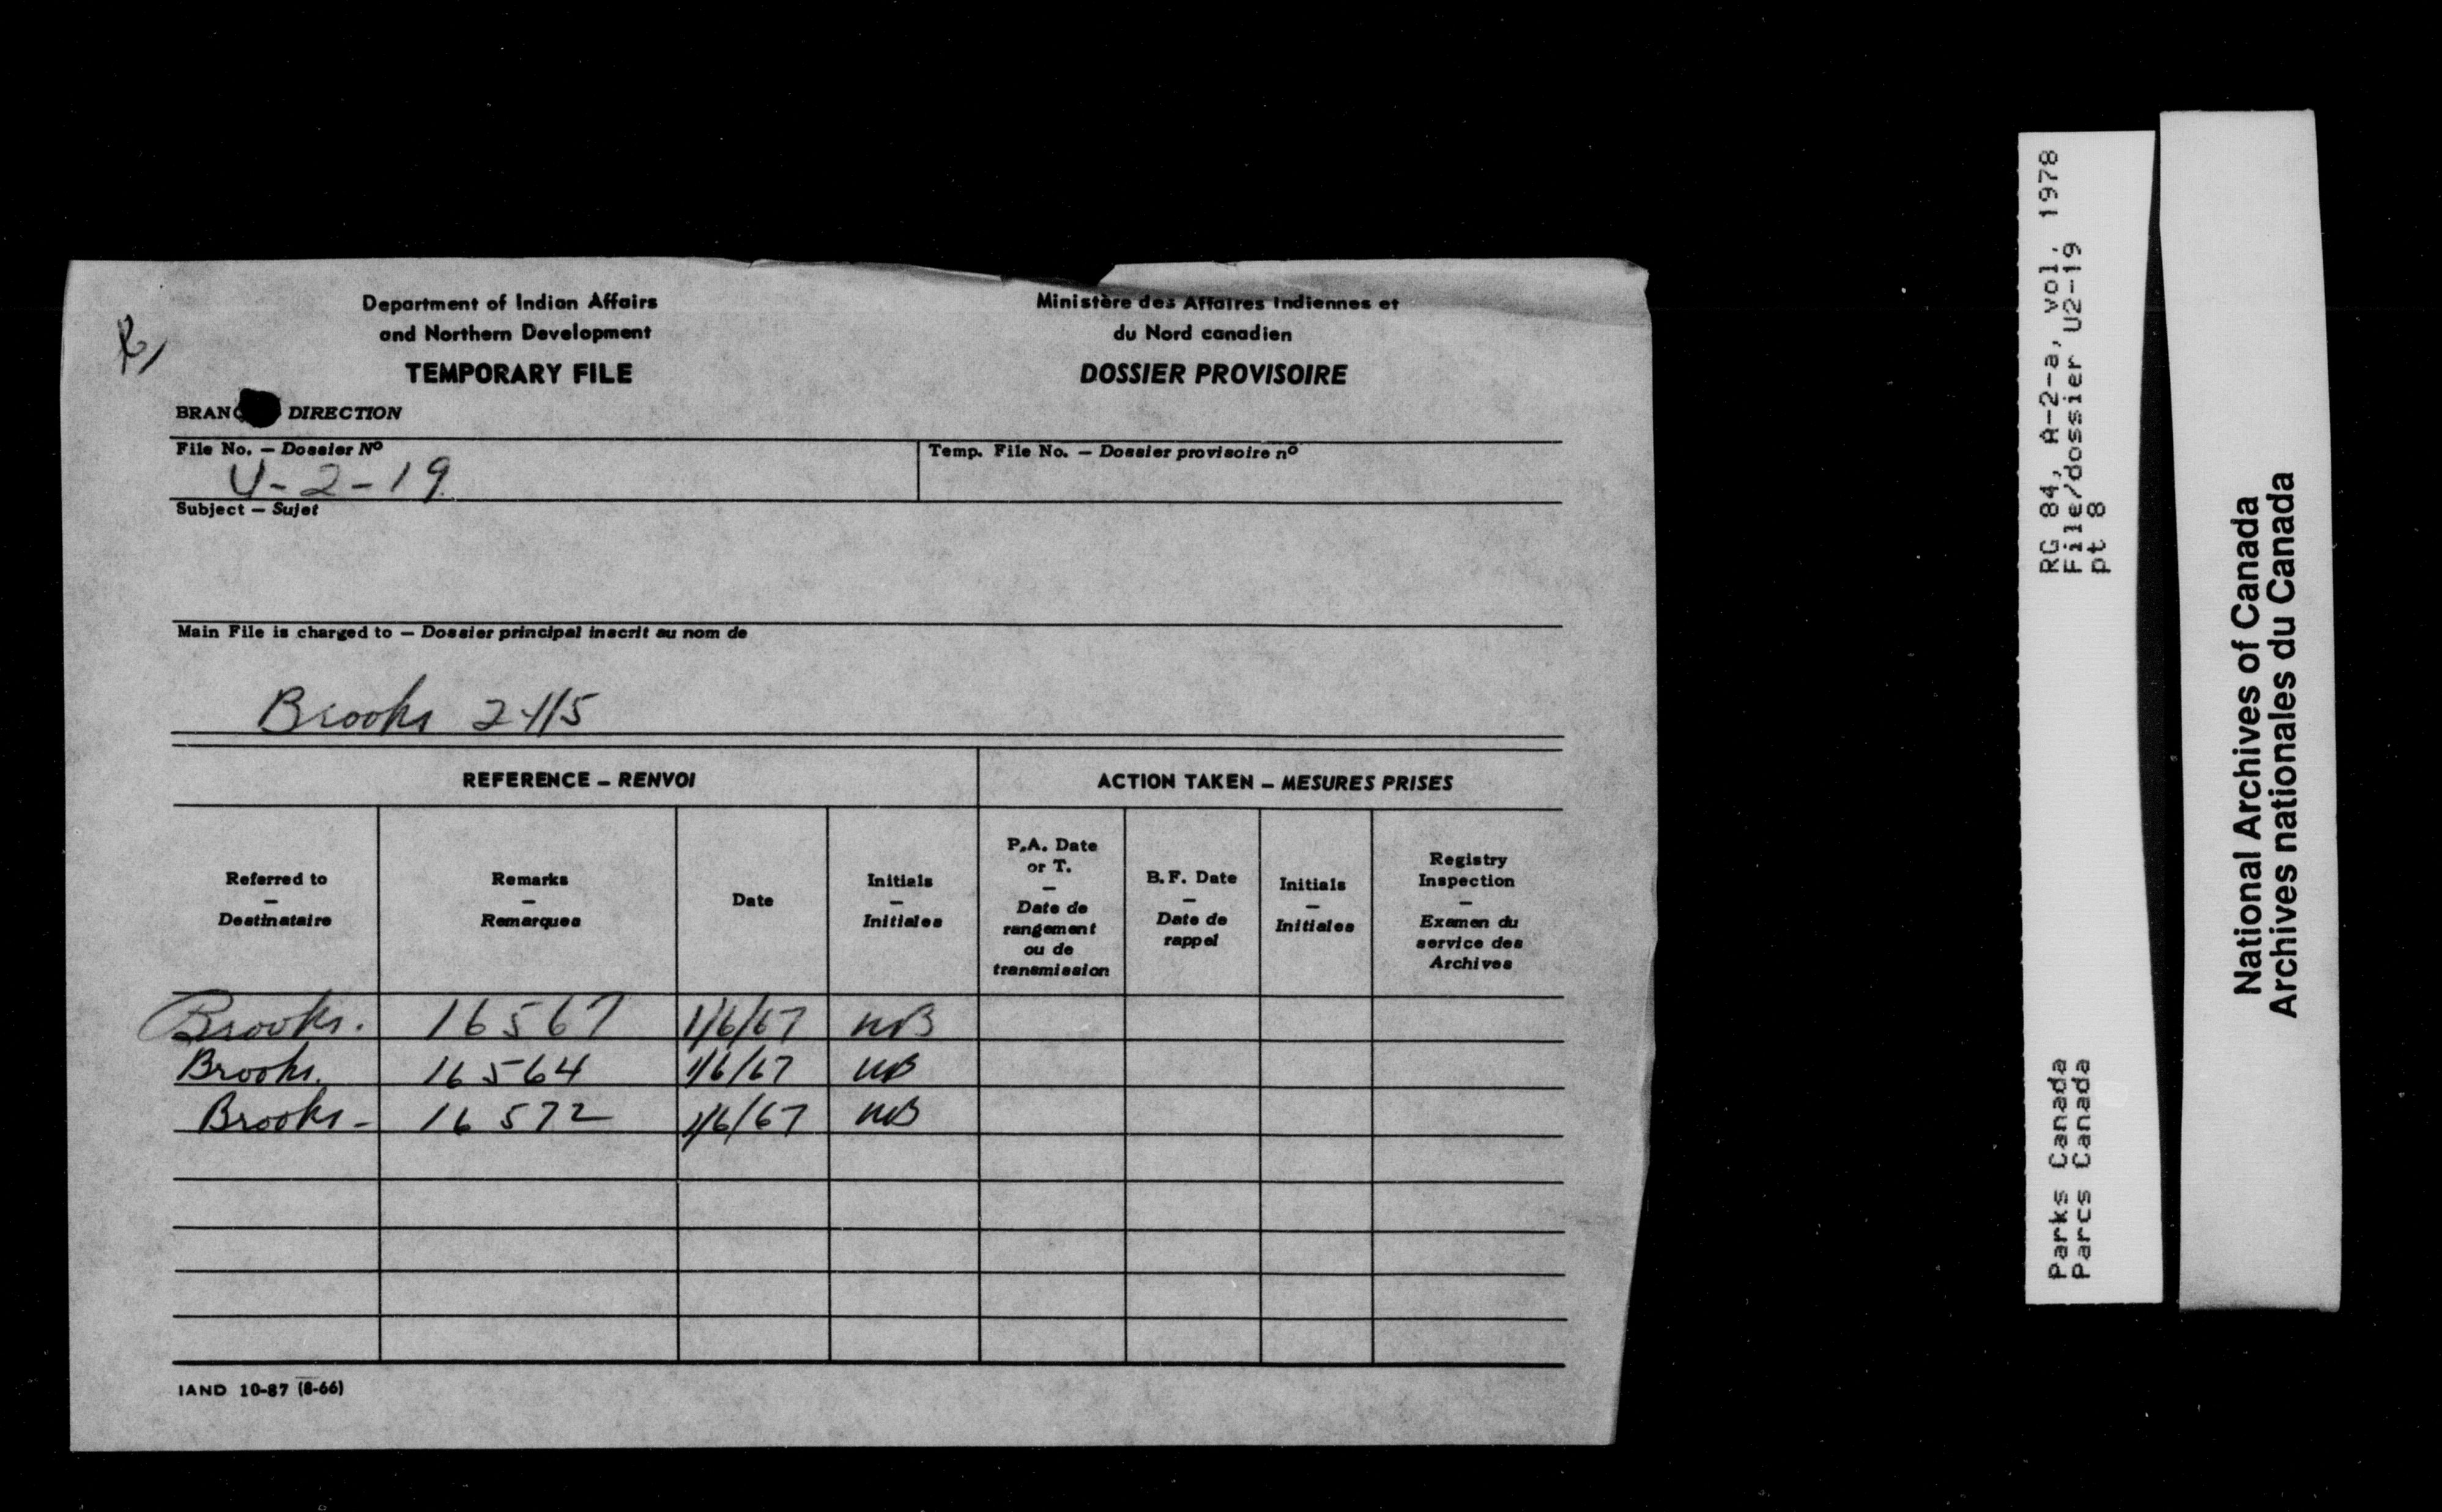 Department of Indian Affairs
and Northern Development
TEMPORARY FILE
Ministère des Affaires Indiennes et
du Nord canadien
DOSSIER PROVISOIRE
DIRECTION
File No. — Dossier Nº
U-2-19
Temp. File No. — Dossier provisoire nº
Subject — Sujet
Main File is charged to — Dossier principal inscrit au nom de
Brooks
REFERENCE – RENVOI
ACTION TAKEN – MESURES PRISES
Referred to
–
Destinataire
Remarks
–
Remarques
Date
Initials
–
Initiales
P.A. Date
or T.
–
Date de
rangement
ou de
transmission
B.F. Date
–
Date de
rappel
Initials
–
Initiales
Registry
Inspection
–
Examen du
service des
Archives
Brooks. 16567 1/6/67
Brooks. 16564 1/6/67
Brooks - 16572 1/6/67
IAND 10-87 (8-66)
RG 84, A-2-a, vol. 1978
File/dossier U2-19
pt 8
Parks Canada
Parcs Canada
National Archives of Canada
Archives nationales du Canada